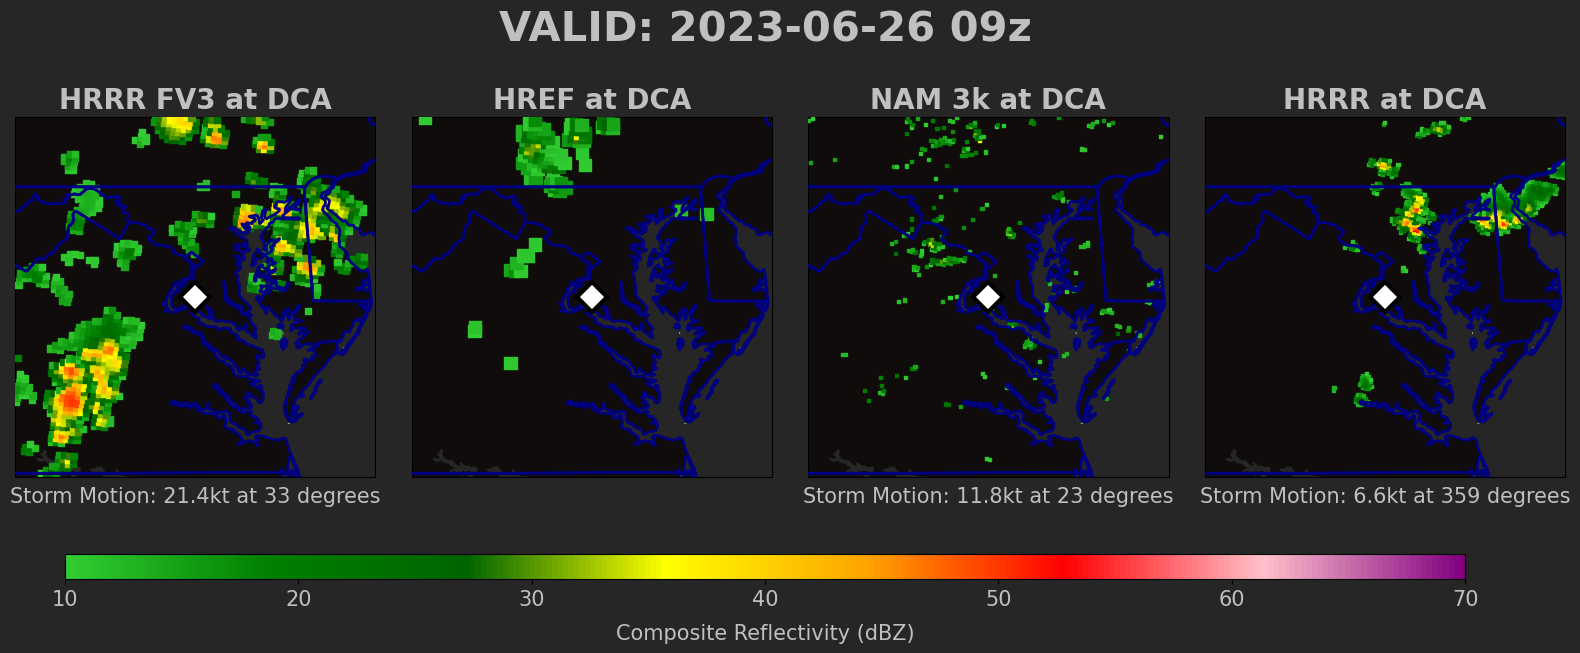 VALID: 2023-06-26 09z
HRRR FV3 at DCA
HREF at DCA
NAM 3k at DCA
HRRR at DCA
Storm Motion: 21.4kt at 33 degrees
Storm Motion: 11.8kt at 23 degrees
Storm Motion: 6.6kt at 359 degrees
10 20 30 40 50 60 70
Composite Reflectivity (dBZ)